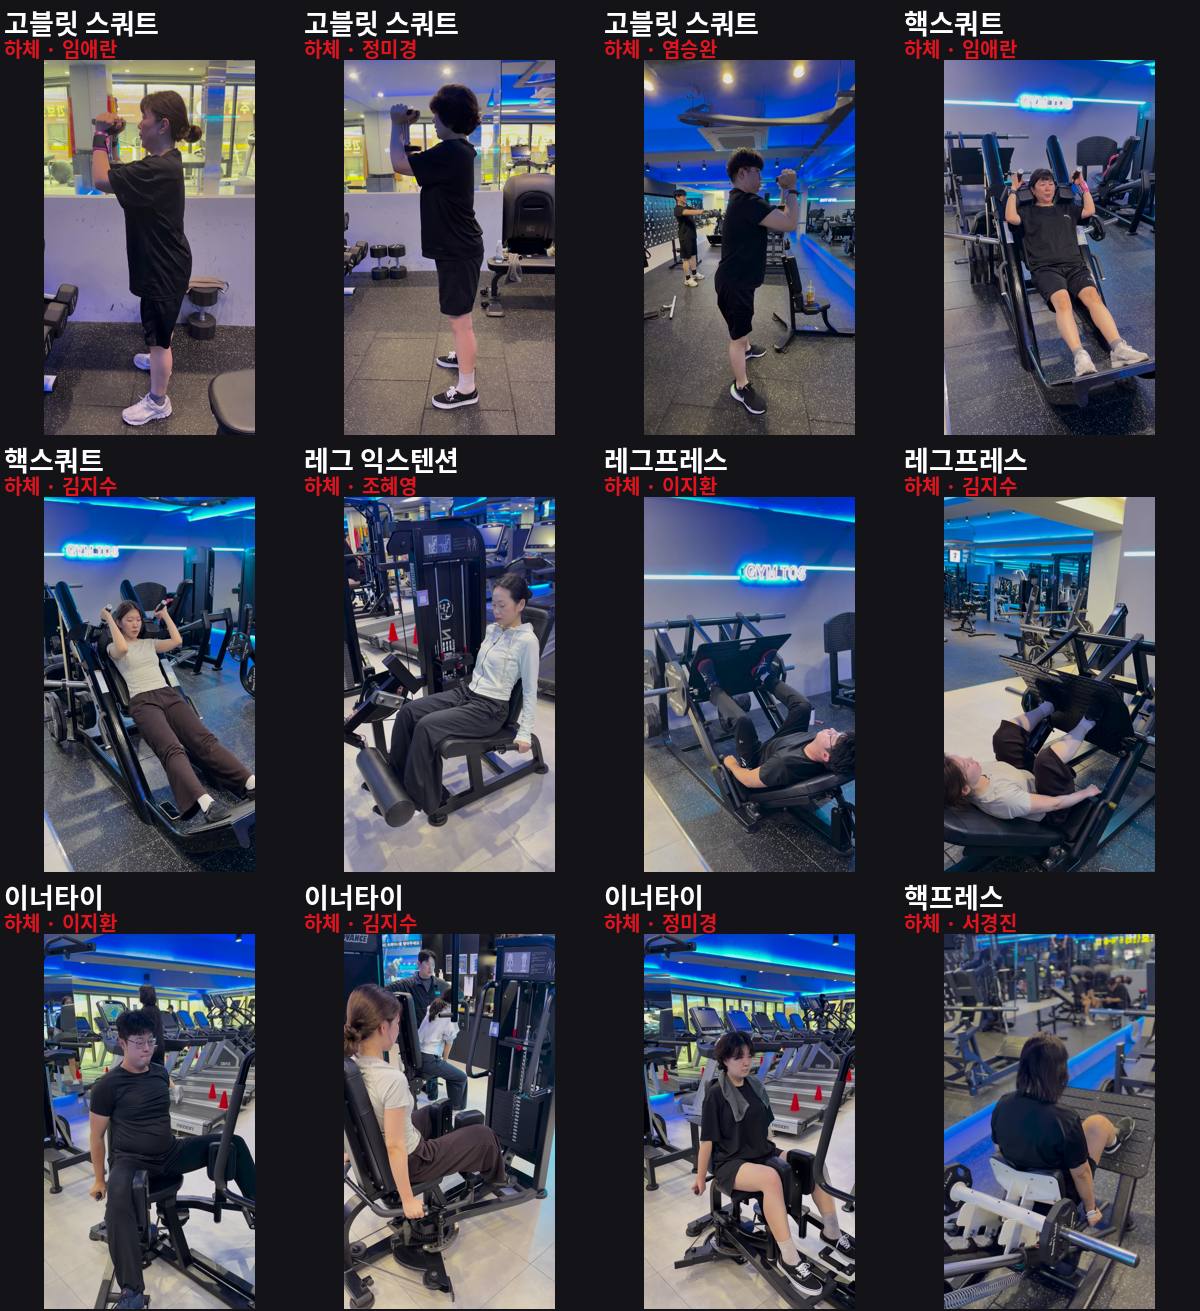 고블릿 스쿼트
하체 · 임애란
고블릿 스쿼트
하체 · 정미경
고블릿 스쿼트
하체 · 염승완
핵스쿼트
하체 · 임애란
GYM TOS
핵스쿼트
하체 · 김지수
GYM TOS
레그 익스텐션
하체 · 조혜영
레그프레스
하체 · 이지환
GYM TOS
레그프레스
하체 · 김지수
이너타이
하체 · 이지환
이너타이
하체 · 김지수
이너타이
하체 · 정미경
핵프레스
하체 · 서경진